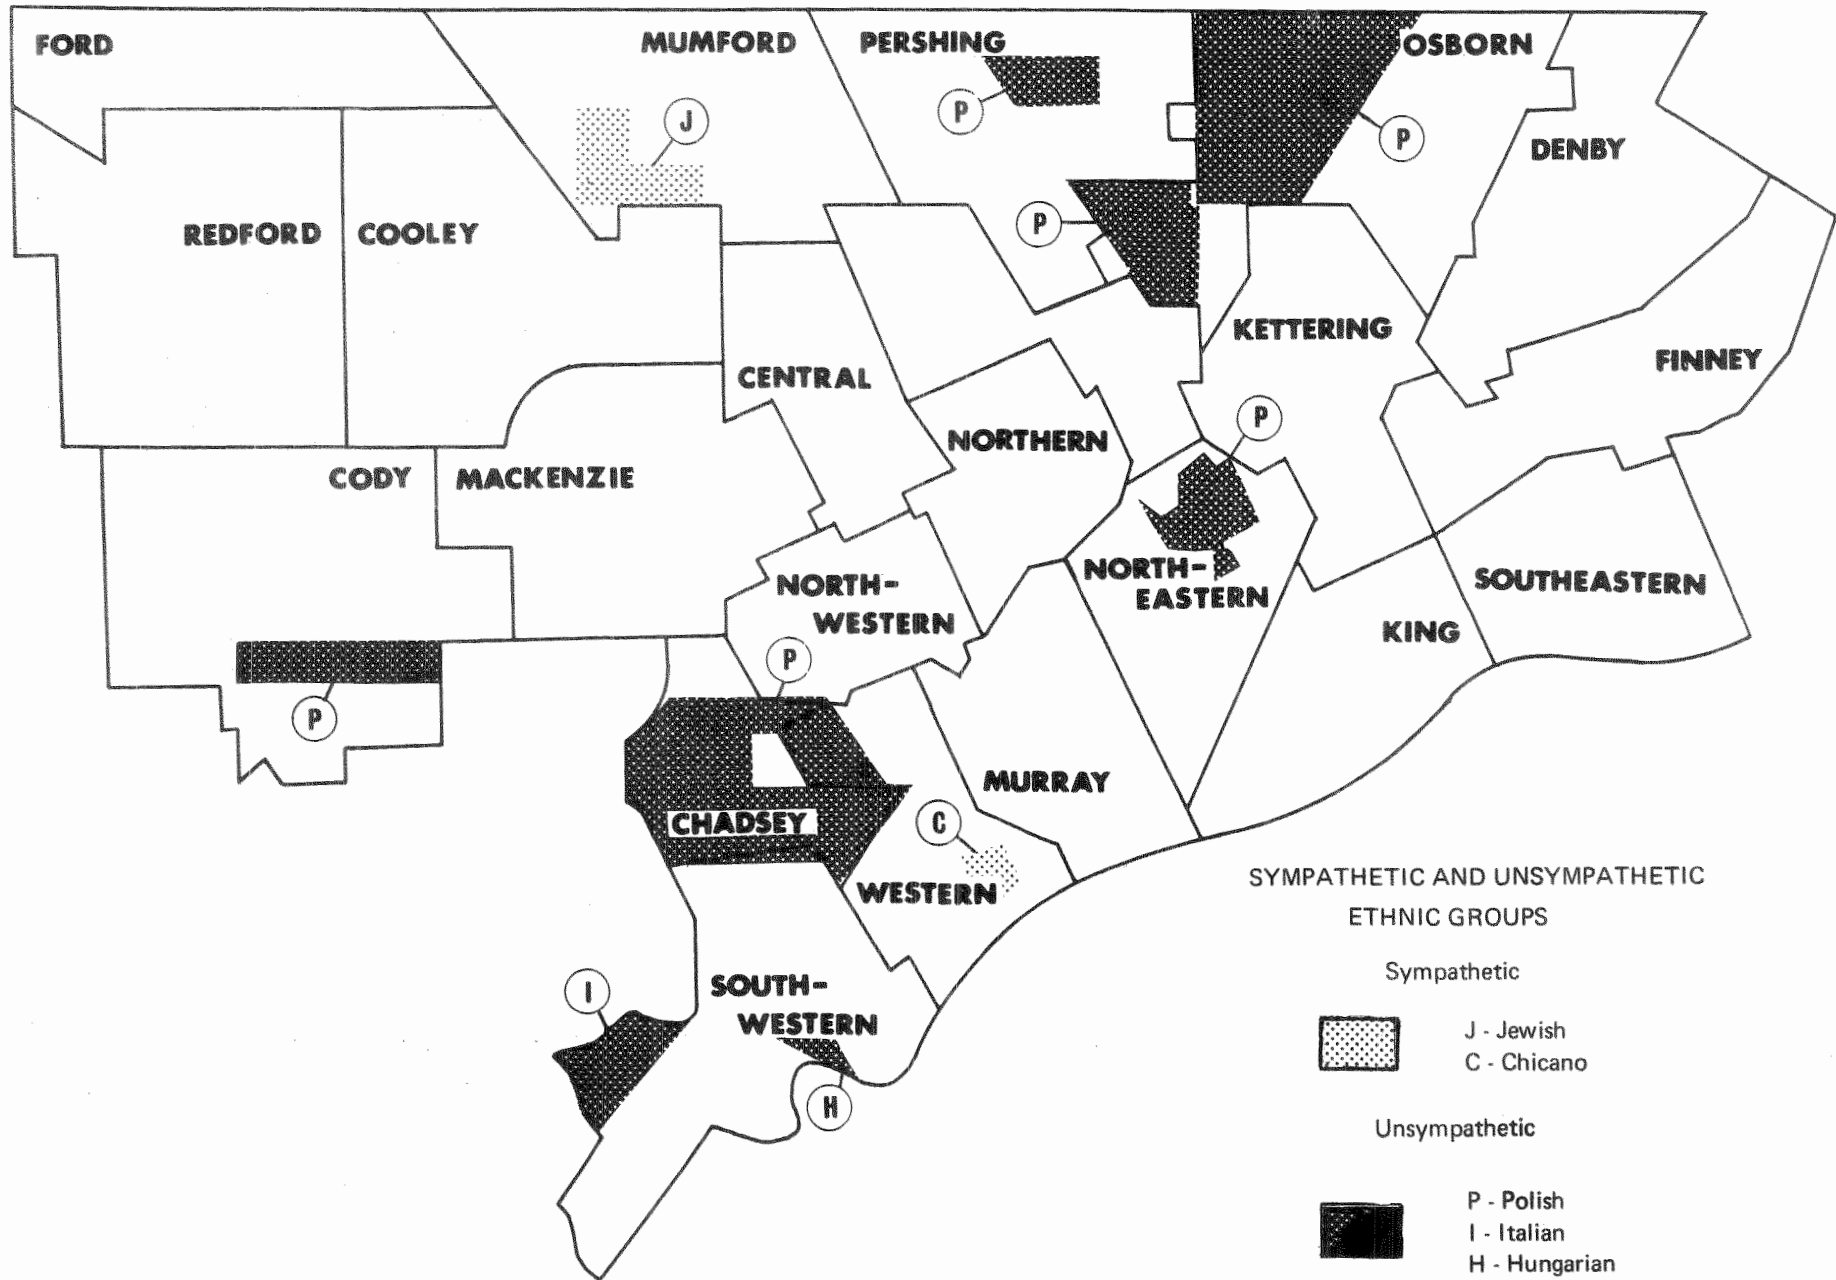 FORD
MUMFORD
PERSHING
OSBORN
P
J
P
DENBY
REDFORD
COOLEY
P
KETTERING
FINNEY
CENTRAL
P
NORTHERN
CODY
MACKENZIE
NORTH-
EASTERN
SOUTHEASTERN
NORTH-
WESTERN
KING
P
P
MURRAY
CHADSEY
C
WESTERN
SYMPATHETIC AND UNSYMPATHETIC
ETHNIC GROUPS
Sympathetic
I
SOUTH-
WESTERN
J - Jewish
C - Chicano
H
Unsympathetic
P - Polish
I - Italian
H - Hungarian